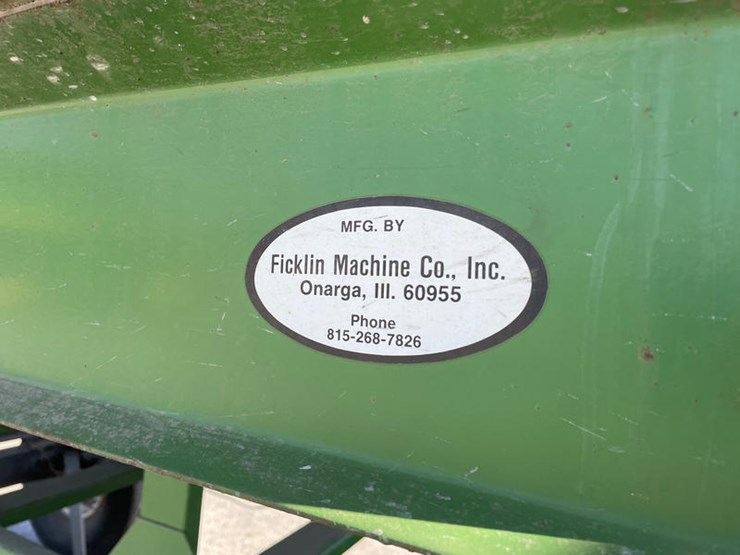 MFG. BY
Ficklin Machine Co., Inc.
Onarga, Ill. 60955
Phone
815-268-7826